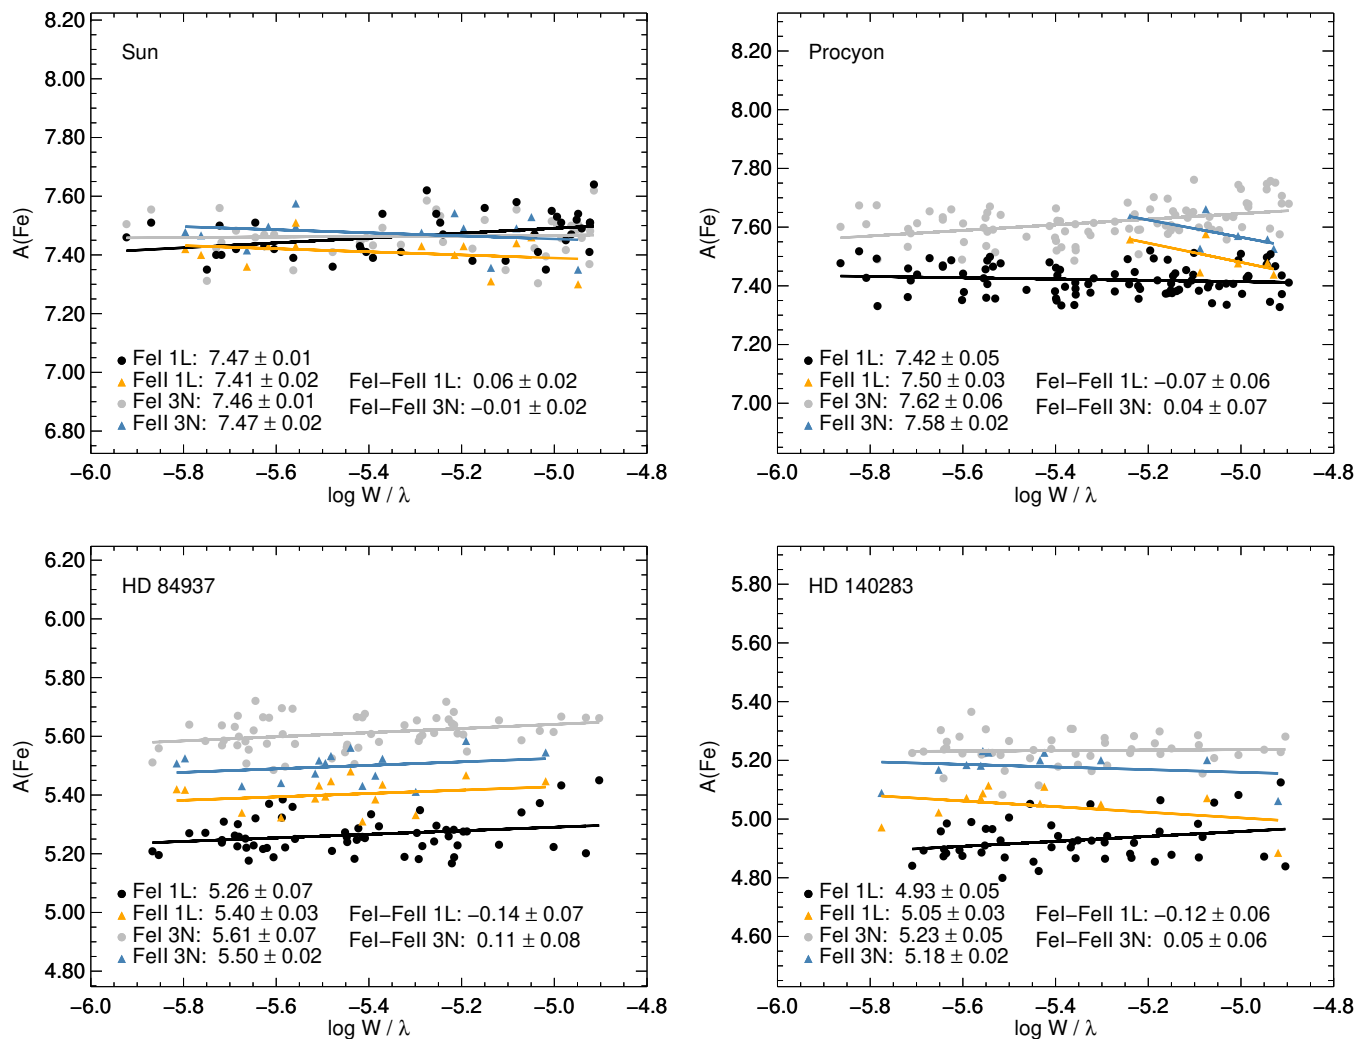 8.20
8.00
7.80
7.60
7.40
7.20
7.00
6.80
A(Fe)
Sun
● FeI 1L: 7.47 ± 0.01
▲ FeII 1L: 7.41 ± 0.02
● FeI 3N: 7.46 ± 0.01
▲ FeII 3N: 7.47 ± 0.02
FeI−FeII 1L: 0.06 ± 0.02
FeI−FeII 3N: −0.01 ± 0.02
−6.0 −5.8 −5.6 −5.4 −5.2 −5.0 −4.8
log W / λ
8.20
8.00
7.80
7.60
7.40
7.20
7.00
A(Fe)
Procyon
● FeI 1L: 7.42 ± 0.05
▲ FeII 1L: 7.50 ± 0.03
● FeI 3N: 7.62 ± 0.06
▲ FeII 3N: 7.58 ± 0.02
FeI−FeII 1L: −0.07 ± 0.06
FeI−FeII 3N: 0.04 ± 0.07
−6.0 −5.8 −5.6 −5.4 −5.2 −5.0 −4.8
log W / λ
6.20
6.00
5.80
5.60
5.40
5.20
5.00
4.80
A(Fe)
HD 84937
● FeI 1L: 5.26 ± 0.07
▲ FeII 1L: 5.40 ± 0.03
● FeI 3N: 5.61 ± 0.07
▲ FeII 3N: 5.50 ± 0.02
FeI−FeII 1L: −0.14 ± 0.07
FeI−FeII 3N: 0.11 ± 0.08
−6.0 −5.8 −5.6 −5.4 −5.2 −5.0 −4.8
log W / λ
5.80
5.60
5.40
5.20
5.00
4.80
4.60
A(Fe)
HD 140283
● FeI 1L: 4.93 ± 0.05
▲ FeII 1L: 5.05 ± 0.03
● FeI 3N: 5.23 ± 0.05
▲ FeII 3N: 5.18 ± 0.02
FeI−FeII 1L: −0.12 ± 0.06
FeI−FeII 3N: 0.05 ± 0.06
−6.0 −5.8 −5.6 −5.4 −5.2 −5.0 −4.8
log W / λ